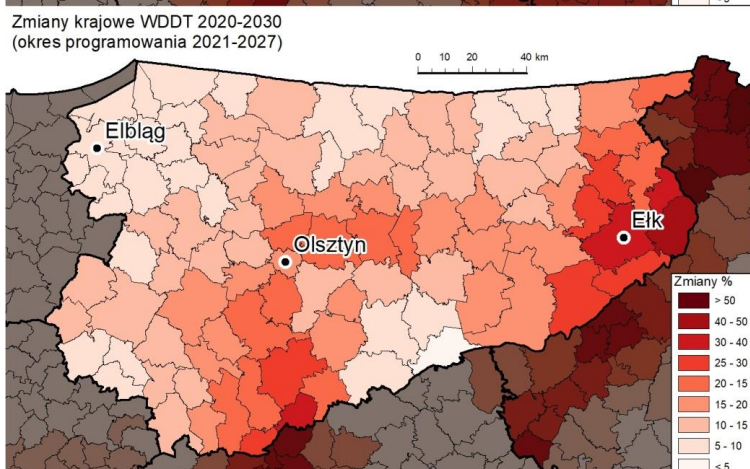 Zmiany krajowe WDDT 2020-2030
(okres programowania 2021-2027)
0 10 20 40 km
Elbląg
Olsztyn
Ełk
Zmiany %
> 50
40 - 50
30 - 40
25 - 30
20 - 15
15 - 20
10 - 15
5 - 10
< 5